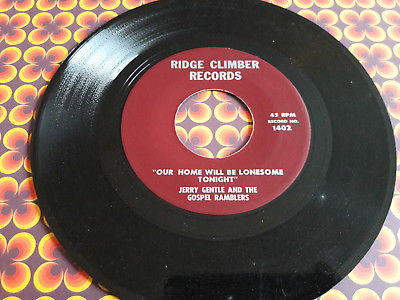 RIDGE CLIMBER
RECORDS
45 RPM
RECORD NO.
1402
"OUR HOME WILL BE LONESOME
TONIGHT"
JERRY GENTLE AND THE
GOSPEL RAMBLERS